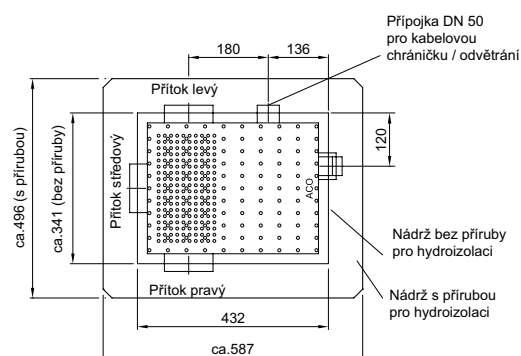 Přípojka DN 50
pro kabelovou
chráničku / odvětrání
180
136
Přítok levý
120
ca.496 (s přírubou)
ca.341 (bez příruby)
Přítok středový
ACO
Nádrž bez příruby
pro hydroizolaci
Přítok pravý
Nádrž s přírubou
pro hydroizolaci
432
ca.587